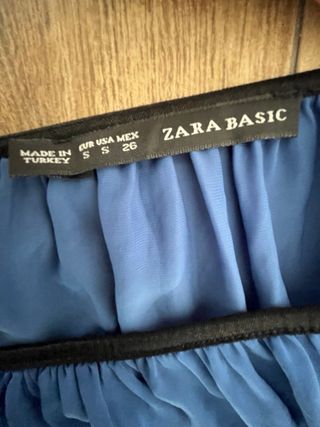 MADE IN
TURKEY
EUR USA MEX
S S 26
ZARA BASIC